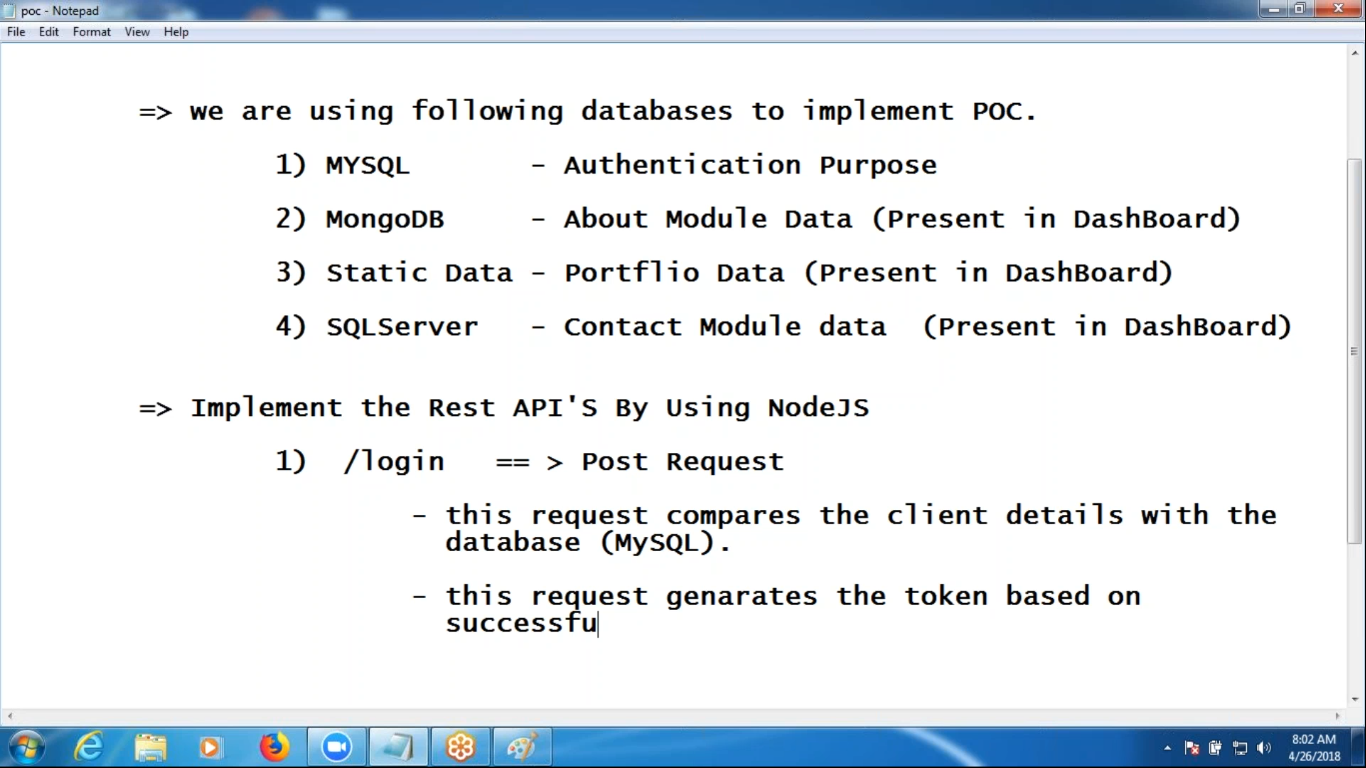 poc - Notepad
File Edit Format View Help
=> we are using following databases to implement POC.
1) MYSQL - Authentication Purpose
2) MongoDB - About Module Data (Present in DashBoard)
3) Static Data - Portflio Data (Present in DashBoard)
4) SQLServer - Contact Module data (Present in DashBoard)
=> Implement the Rest API'S By Using NodeJS
1) /login == > Post Request
- this request compares the client details with the
database (MySQL).
- this request genarates the token based on
successfu
8:02 AM
4/26/2018